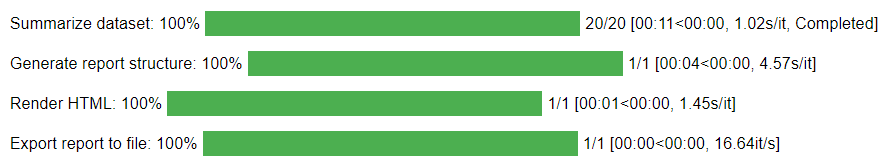 Summarize dataset: 100% 20/20 [00:11<00:00, 1.02s/it, Completed]
Generate report structure: 100% 1/1 [00:04<00:00, 4.57s/it]
Render HTML: 100% 1/1 [00:01<00:00, 1.45s/it]
Export report to file: 100% 1/1 [00:00<00:00, 16.64it/s]